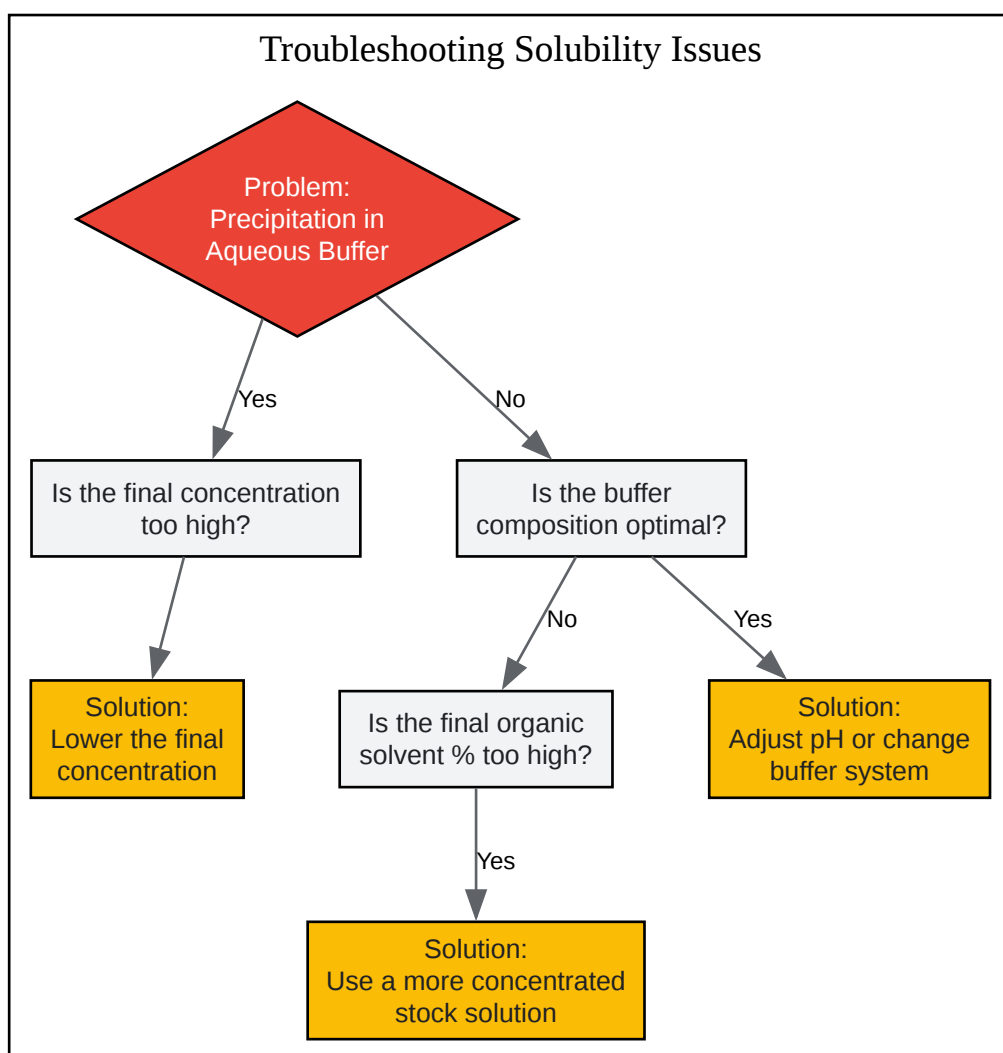 Troubleshooting Solubility Issues
Problem:
Precipitation in
Aqueous Buffer
Yes
No
Is the final concentration
too high?
Is the buffer
composition optimal?
No
Yes
Solution:
Lower the final
concentration
Is the final organic
solvent % too high?
Solution:
Adjust pH or change
buffer system
Yes
Solution:
Use a more concentrated
stock solution